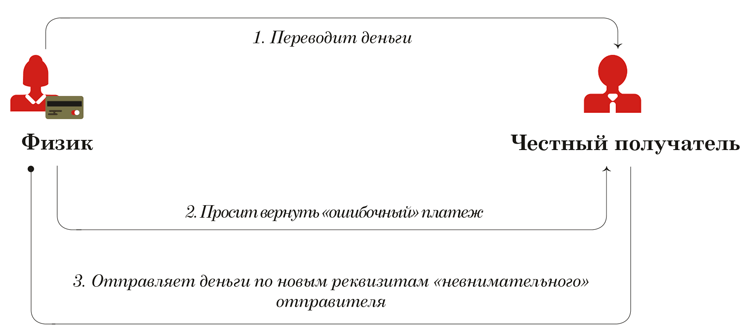 1. Переводит деньги
Физик
Честный получатель
2. Просит вернуть «ошибочный» платеж
3. Отправляет деньги по новым реквизитам «невнимательного»
отправителя